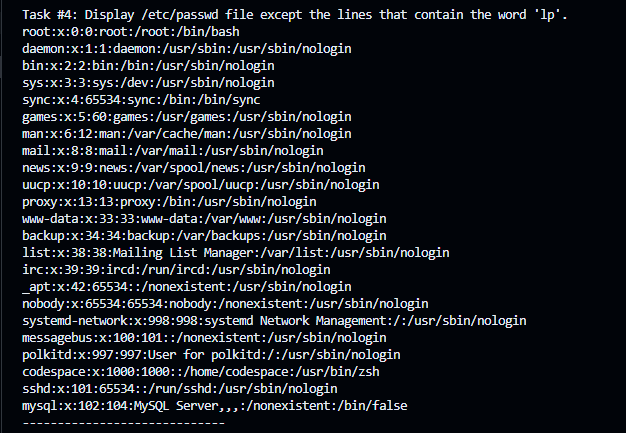 Task #4: Display /etc/passwd file except the lines that contain the word 'lp'.
root:x:0:0:root:/root:/bin/bash
daemon:x:1:1:daemon:/usr/sbin:/usr/sbin/nologin
bin:x:2:2:bin:/bin:/usr/sbin/nologin
sys:x:3:3:sys:/dev:/usr/sbin/nologin
sync:x:4:65534:sync:/bin:/bin/sync
games:x:5:60:games:/usr/games:/usr/sbin/nologin
man:x:6:12:man:/var/cache/man:/usr/sbin/nologin
mail:x:8:8:mail:/var/mail:/usr/sbin/nologin
news:x:9:9:news:/var/spool/news:/usr/sbin/nologin
uucp:x:10:10:uucp:/var/spool/uucp:/usr/sbin/nologin
proxy:x:13:13:proxy:/bin:/usr/sbin/nologin
www-data:x:33:33:www-data:/var/www:/usr/sbin/nologin
backup:x:34:34:backup:/var/backups:/usr/sbin/nologin
list:x:38:38:Mailing List Manager:/var/list:/usr/sbin/nologin
irc:x:39:39:ircd:/run/ircd:/usr/sbin/nologin
_apt:x:42:65534::/nonexistent:/usr/sbin/nologin
nobody:x:65534:65534:nobody:/nonexistent:/usr/sbin/nologin
systemd-network:x:998:998:systemd Network Management:/:/usr/sbin/nologin
messagebus:x:100:101::/nonexistent:/usr/sbin/nologin
polkitd:x:997:997:User for polkitd:/:/usr/sbin/nologin
codespace:x:1000:1000::/home/codespace:/usr/bin/zsh
sshd:x:101:65534::/run/sshd:/usr/sbin/nologin
mysql:x:102:104:MySQL Server,,,:/nonexistent:/bin/false
-----------------------------